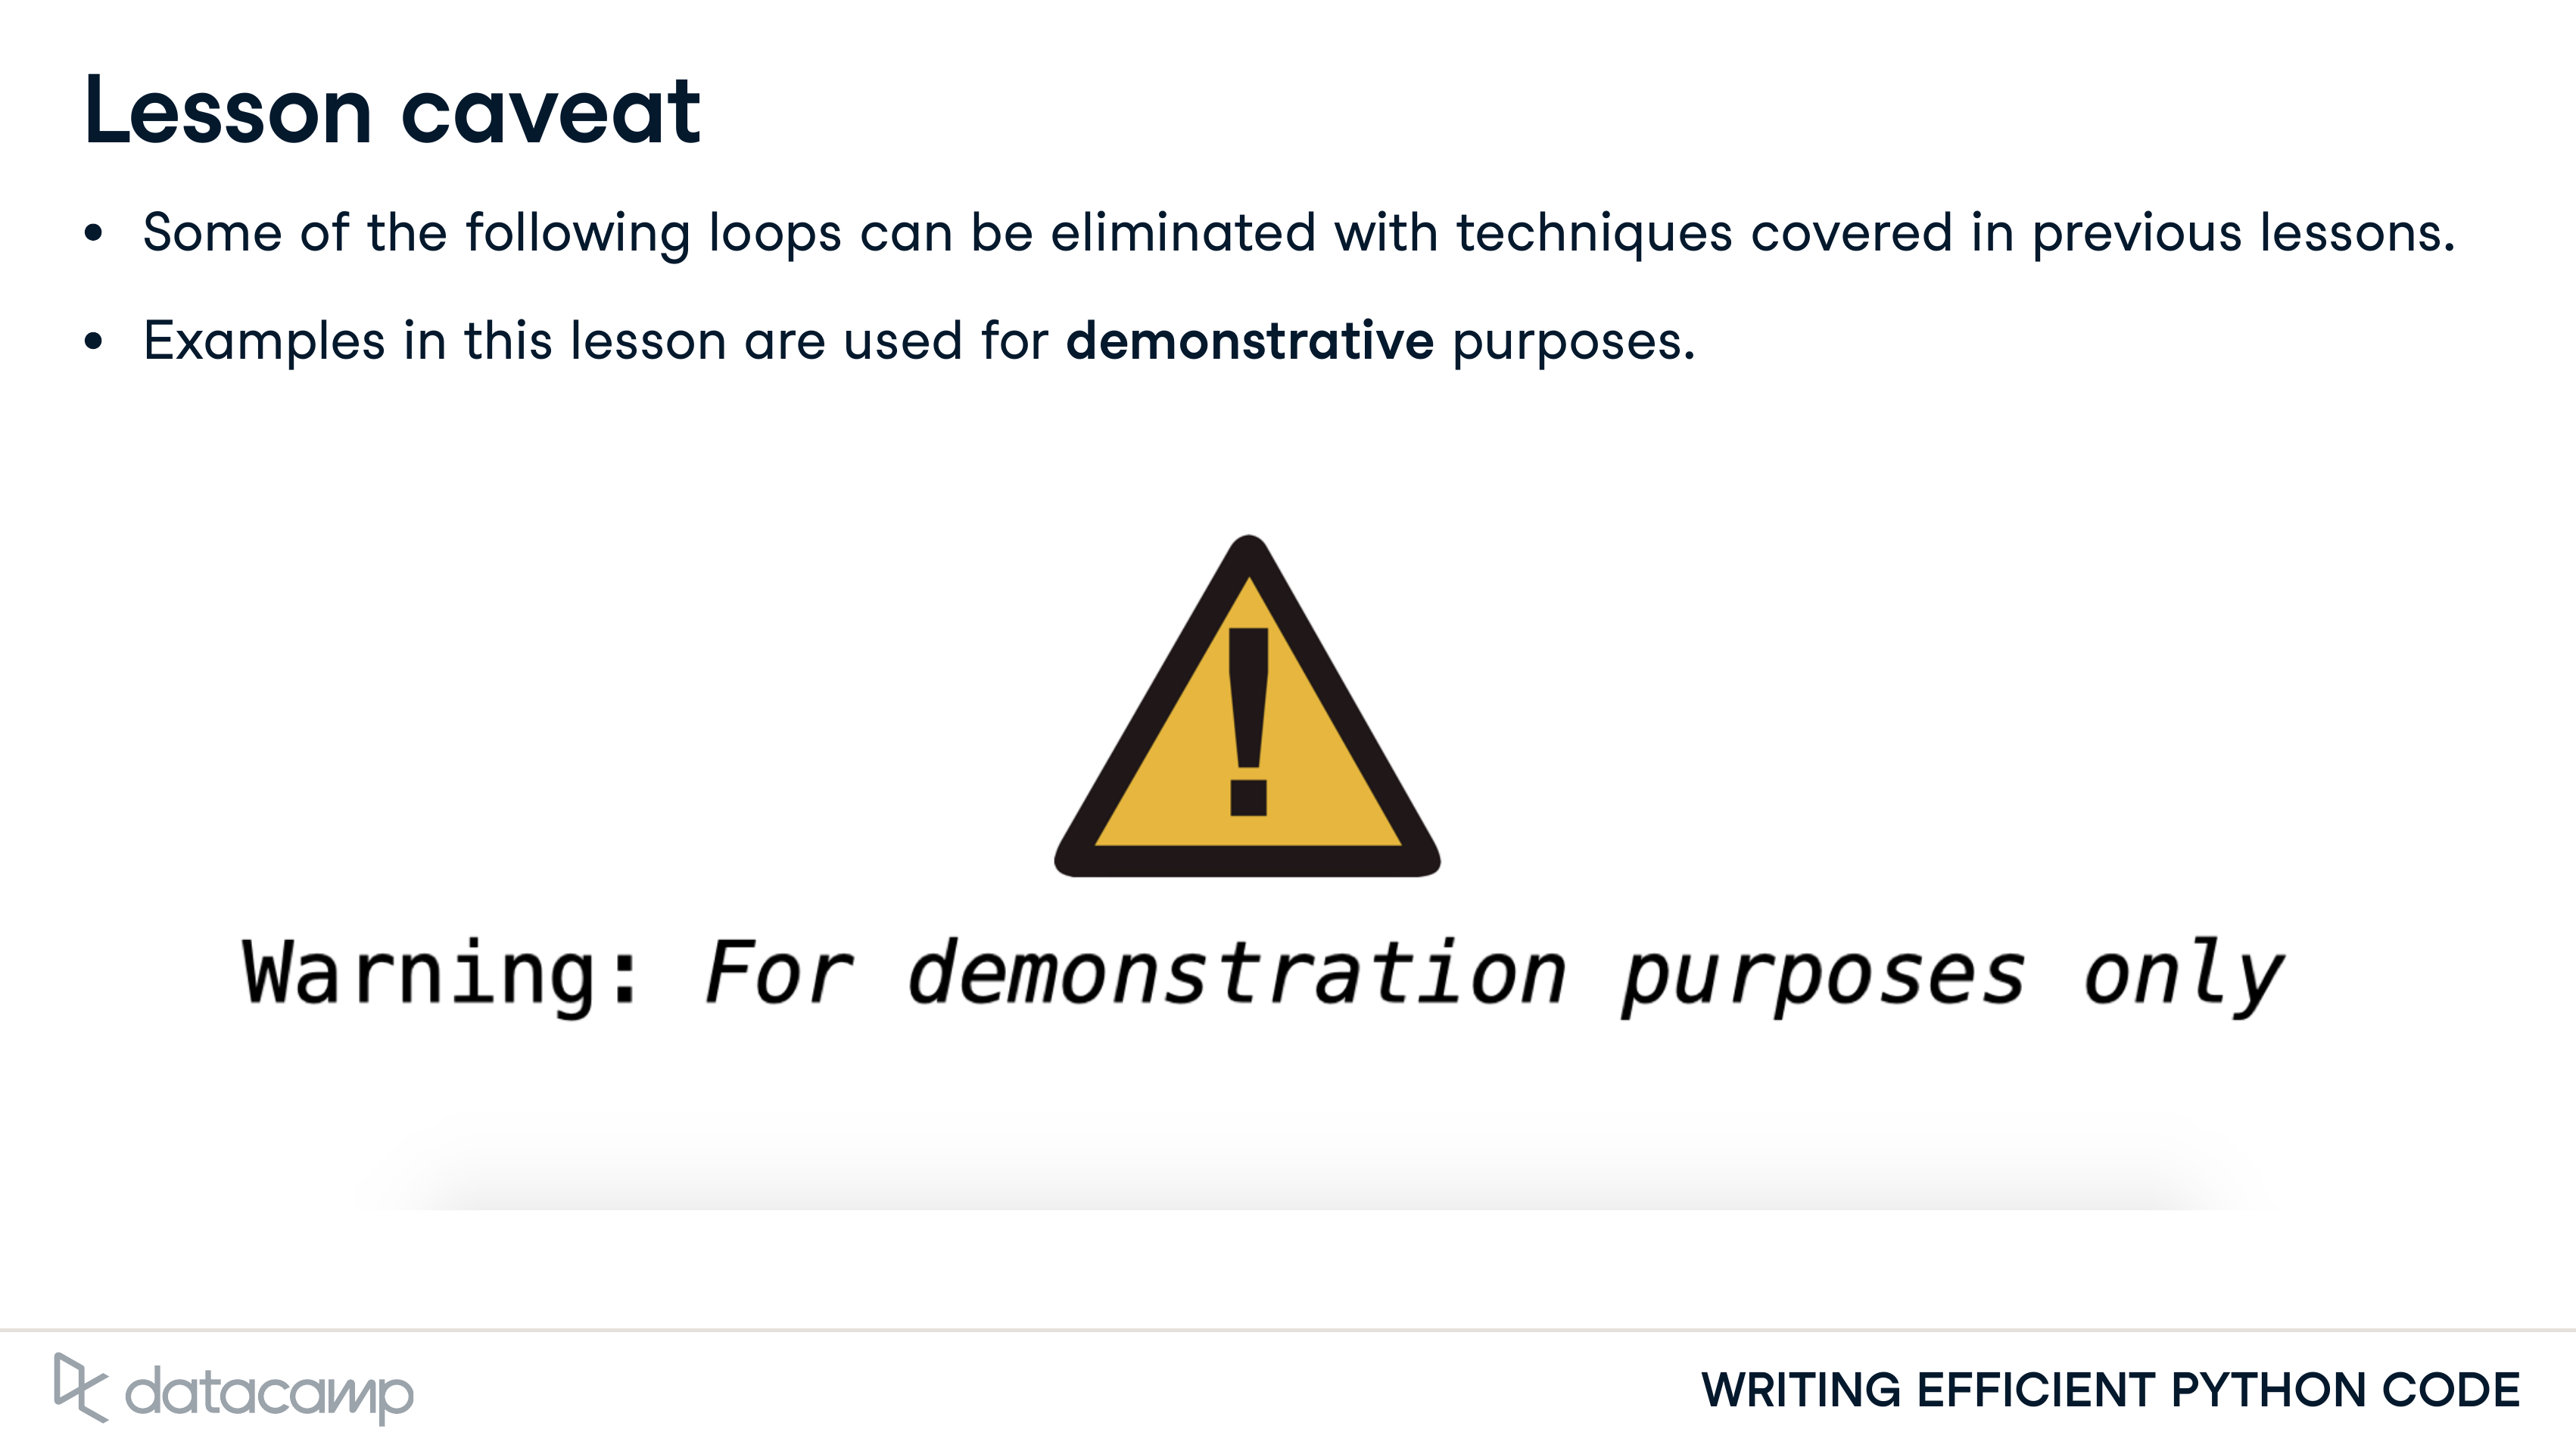 Lesson caveat
• Some of the following loops can be eliminated with techniques covered in previous lessons.
• Examples in this lesson are used for demonstrative purposes.
!
Warning: For demonstration purposes only
datacamp
WRITING EFFICIENT PYTHON CODE